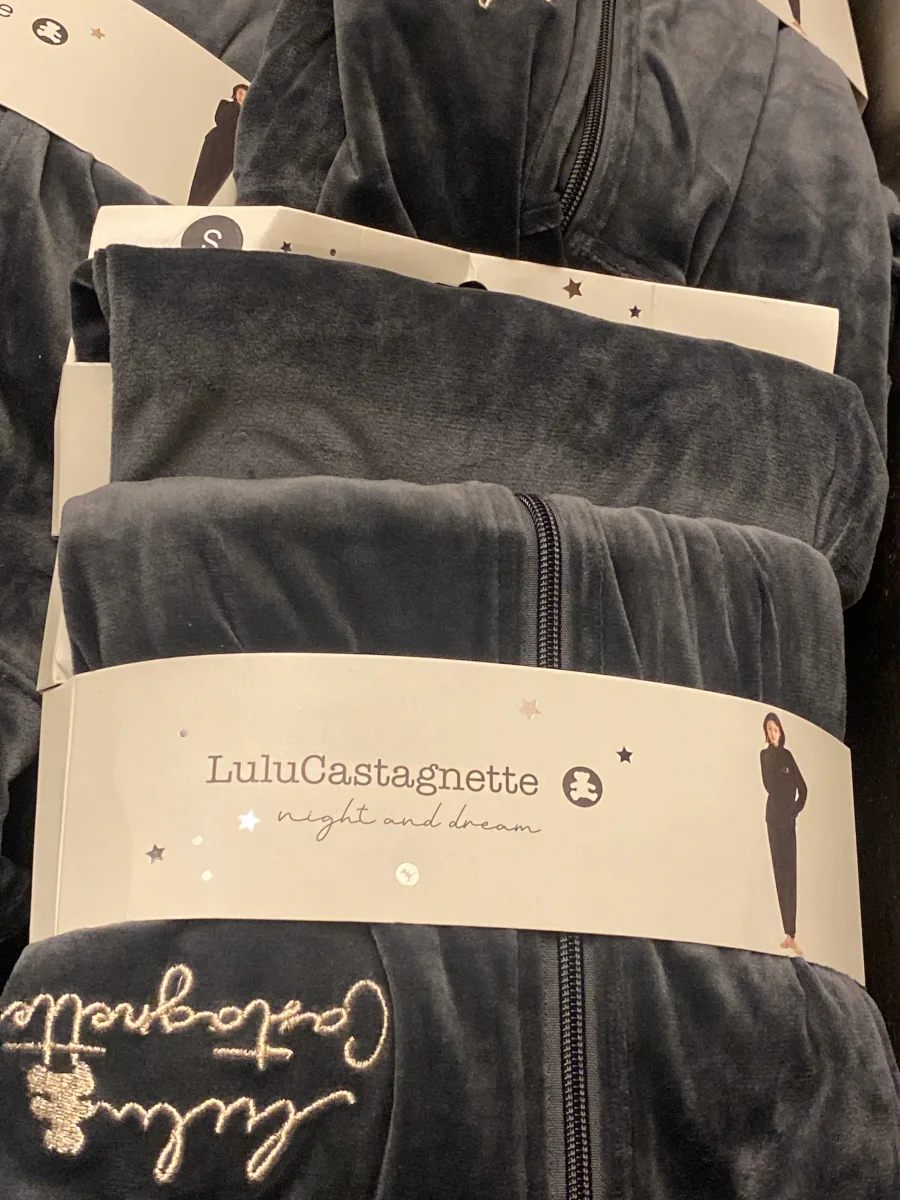 S
LuluCastagnette
night and dream
Lulu
Castagnette